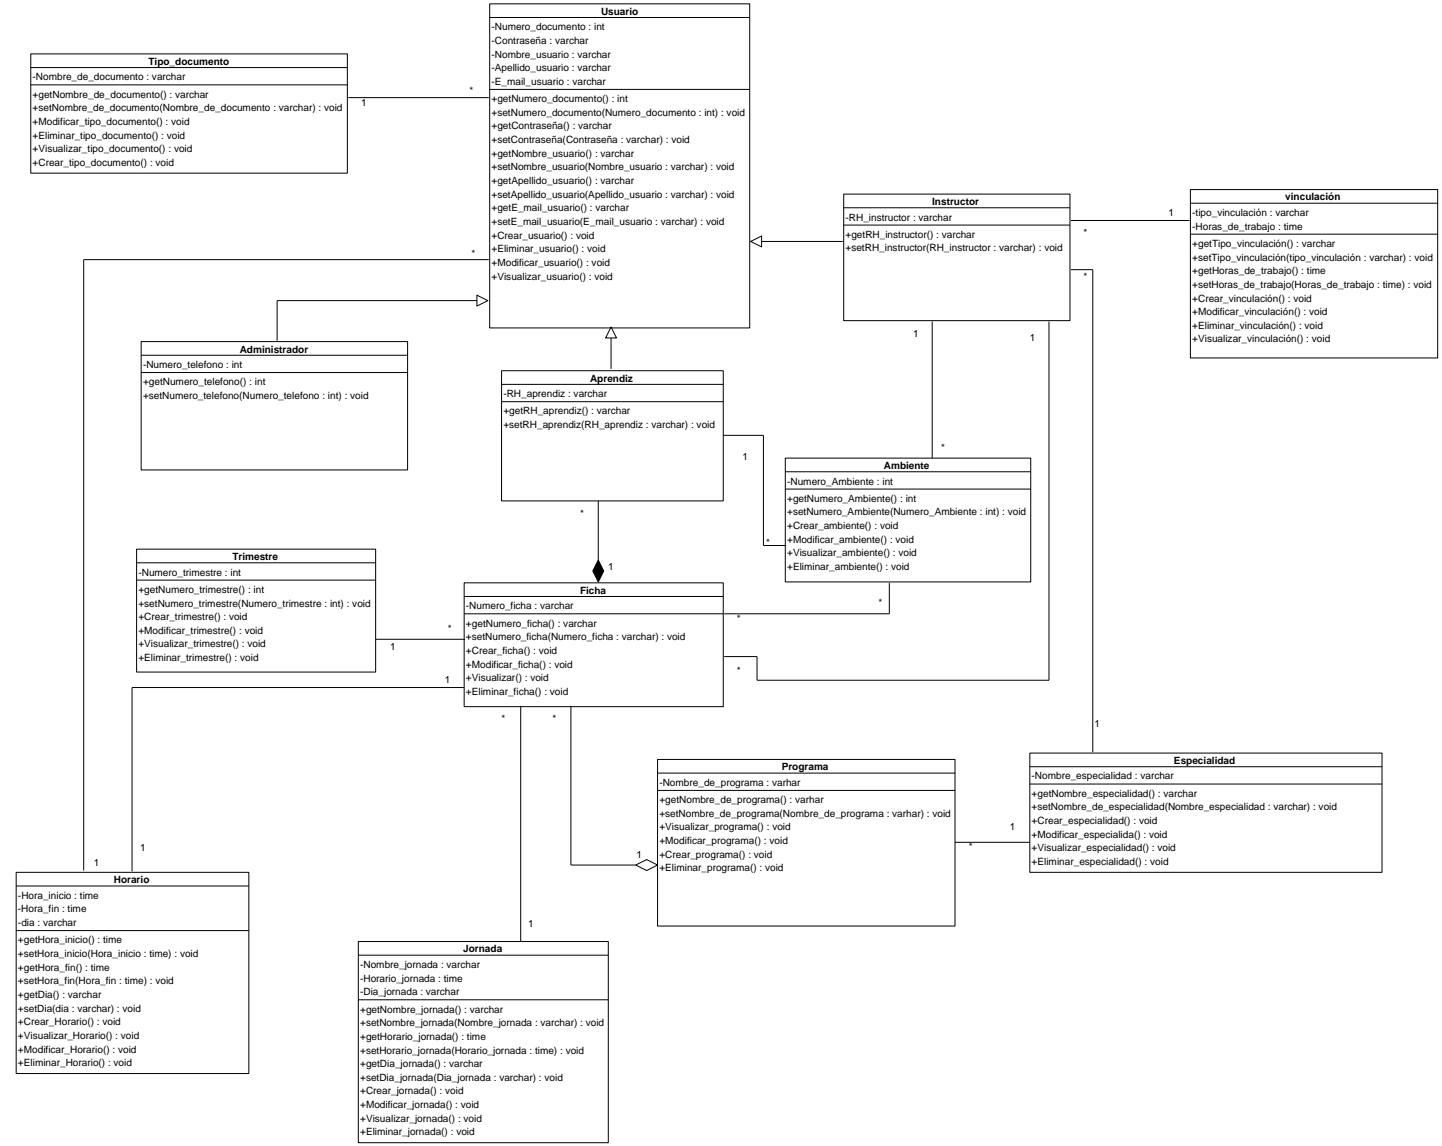 Usuario
-Numero_documento : int
-Contraseña : varchar
-Nombre_usuario : varchar
-Apellido_usuario : varchar
-E_mail_usuario : varchar
+getNumero_documento() : int
+setNumero_documento(Numero_documento : int) : void
+getContraseña() : varchar
+setContraseña(Contraseña : varchar) : void
+getNombre_usuario() : varchar
+setNombre_usuario(Nombre_usuario : varchar) : void
+getApellido_usuario() : varchar
+setApellido_usuario(Apellido_usuario : varchar) : void
+getE_mail_usuario() : varchar
+setE_mail_usuario(E_mail_usuario : varchar) : void
+Crear_usuario() : void
+Eliminar_usuario() : void
+Modificar_usuario() : void
+Visualizar_usuario() : void
Tipo_documento
-Nombre_de_documento : varchar
+getNombre_de_documento() : varchar
+setNombre_de_documento(Nombre_de_documento : varchar) : void
+Modificar_tipo_documento() : void
+Eliminar_tipo_documento() : void
+Visualizar_tipo_documento() : void
+Crear_tipo_documento() : void
1
*
*
Instructor
-RH_instructor : varchar
+getRH_instructor() : varchar
+setRH_instructor(RH_instructor : varchar) : void
1
*
*
1
1
vinculación
-tipo_vinculación : varchar
-Horas_de_trabajo : time
+getTipo_vinculación() : varchar
+setTipo_vinculación(tipo_vinculación : varchar) : void
+getHoras_de_trabajo() : time
+setHoras_de_trabajo(Horas_de_trabajo : time) : void
+Crear_vinculación() : void
+Modificar_vinculación() : void
+Eliminar_vinculación() : void
+Visualizar_vinculación() : void
Administrador
-Numero_telefono : int
+getNumero_telefono() : int
+setNumero_telefono(Numero_telefono : int) : void
Aprendiz
-RH_aprendiz : varchar
+getRH_aprendiz() : varchar
+setRH_aprendiz(RH_aprendiz : varchar) : void
1
*
*
*
1
Ambiente
-Numero_Ambiente : int
+getNumero_Ambiente() : int
+setNumero_Ambiente(Numero_Ambiente : int) : void
+Crear_ambiente() : void
+Modificar_ambiente() : void
+Visualizar_ambiente() : void
+Eliminar_ambiente() : void
*
Trimestre
-Numero_trimestre : int
+getNumero_trimestre() : int
+setNumero_trimestre(Numero_trimestre : int) : void
+Crear_trimestre() : void
+Modificar_trimestre() : void
+Visualizar_trimestre() : void
+Eliminar_trimestre() : void
1
*
1
Ficha
-Numero_ficha : varchar
+getNumero_ficha() : varchar
+setNumero_ficha(Numero_ficha : varchar) : void
+Crear_ficha() : void
+Modificar_ficha() : void
+Visualizar() : void
+Eliminar_ficha() : void
*
*
*
*
1
Programa
-Nombre_de_programa : varhar
+getNombre_de_programa() : varhar
+setNombre_de_programa(Nombre_de_programa : varhar) : void
+Visualizar_programa() : void
+Modificar_programa() : void
+Crear_programa() : void
+Eliminar_programa() : void
1
*
1
Especialidad
-Nombre_especialidad : varchar
+getNombre_especialidad() : varchar
+setNombre_de_especialidad(Nombre_especialidad : varchar) : void
+Crear_especialidad() : void
+Modificar_especialida() : void
+Visualizar_especialidad() : void
+Eliminar_especialidad() : void
1
1
Horario
-Hora_inicio : time
-Hora_fin : time
-dia : varchar
+getHora_inicio() : time
+setHora_inicio(Hora_inicio : time) : void
+getHora_fin() : time
+setHora_fin(Hora_fin : time) : void
+getDia() : varchar
+setDia(dia : varchar) : void
+Crear_Horario() : void
+Visualizar_Horario() : void
+Modificar_Horario() : void
+Eliminar_Horario() : void
1
Jornada
-Nombre_jornada : varchar
-Horario_jornada : time
-Dia_jornada : varchar
+getNombre_jornada() : varchar
+setNombre_jornada(Nombre_jornada : varchar) : void
+getHorario_jornada() : time
+setHorario_jornada(Horario_jornada : time) : void
+getDia_jornada() : varchar
+setDia_jornada(Dia_jornada : varchar) : void
+Crear_jornada() : void
+Modificar_jornada() : void
+Visualizar_jornada() : void
+Eliminar_jornada() : void